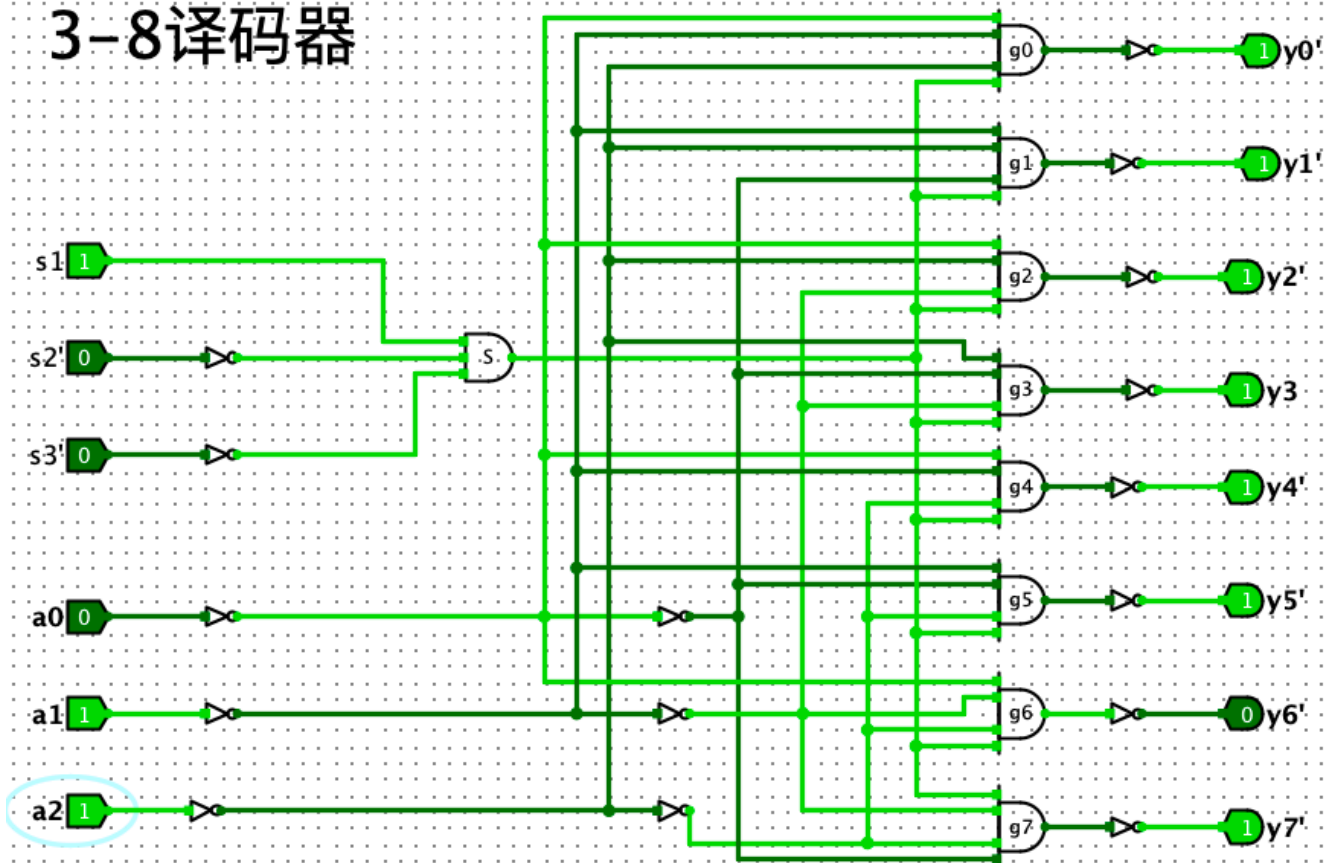 3-8译码器
g0 1 y0'
g1 1 y1'
s1 1
g2 1 y2'
s2' 0 S
g3 1 y3
s3' 0
g4 1 y4'
a0 0
g5 1 y5'
a1 1
g6 0 y6'
a2 1
g7 1 y7'